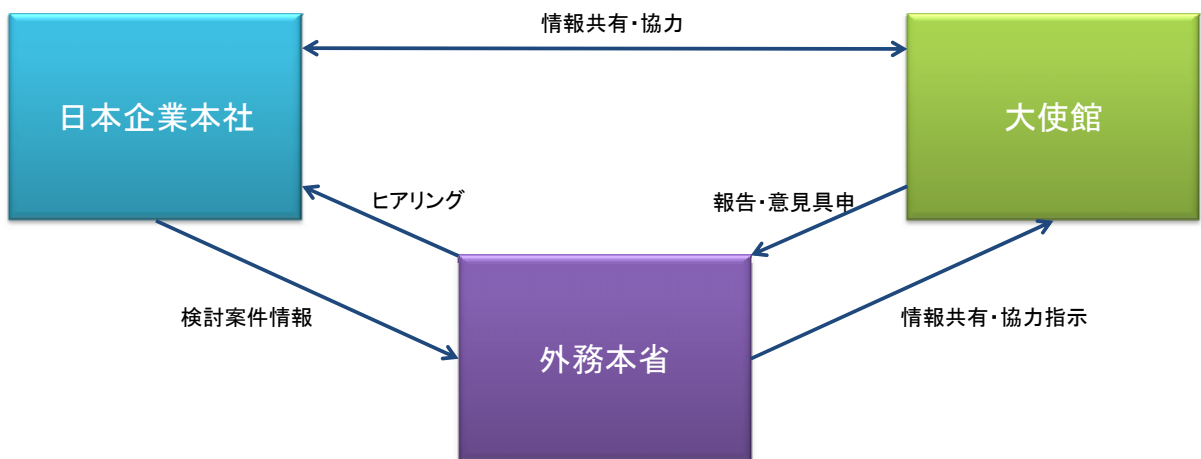 情報共有・協力
日本企業本社
大使館
ヒアリング
報告・意見具申
検討案件情報
情報共有・協力指示
外務本省